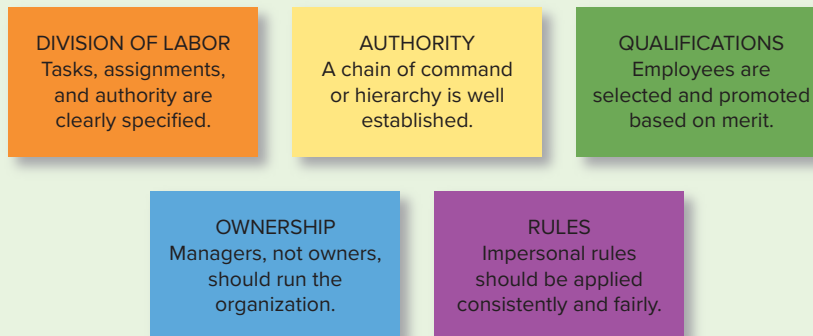 DIVISION OF LABOR
Tasks, assignments,
and authority are
clearly specified.
AUTHORITY
A chain of command
or hierarchy is well
established.
QUALIFICATIONS
Employees are
selected and promoted
based on merit.
OWNERSHIP
Managers, not owners,
should run the
organization.
RULES
Impersonal rules
should be applied
consistently and fairly.